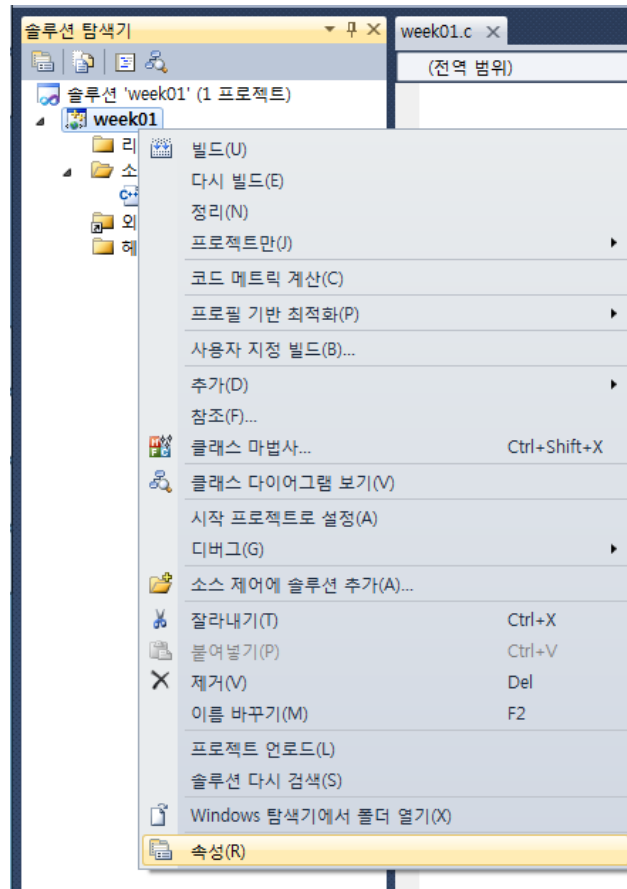 솔루션 탐색기
week01.c
(전역 범위)
솔루션 'week01' (1 프로젝트)
week01
리
소
외
헤
빌드(U)
다시 빌드(E)
정리(N)
프로젝트만(J)
코드 메트릭 계산(C)
프로필 기반 최적화(P)
사용자 지정 빌드(B)...
추가(D)
참조(F)...
클래스 마법사... Ctrl+Shift+X
클래스 다이어그램 보기(V)
시작 프로젝트로 설정(A)
디버그(G)
소스 제어에 솔루션 추가(A)...
잘라내기(T) Ctrl+X
붙여넣기(P) Ctrl+V
제거(V) Del
이름 바꾸기(M) F2
프로젝트 언로드(L)
솔루션 다시 검색(S)
Windows 탐색기에서 폴더 열기(X)
속성(R)